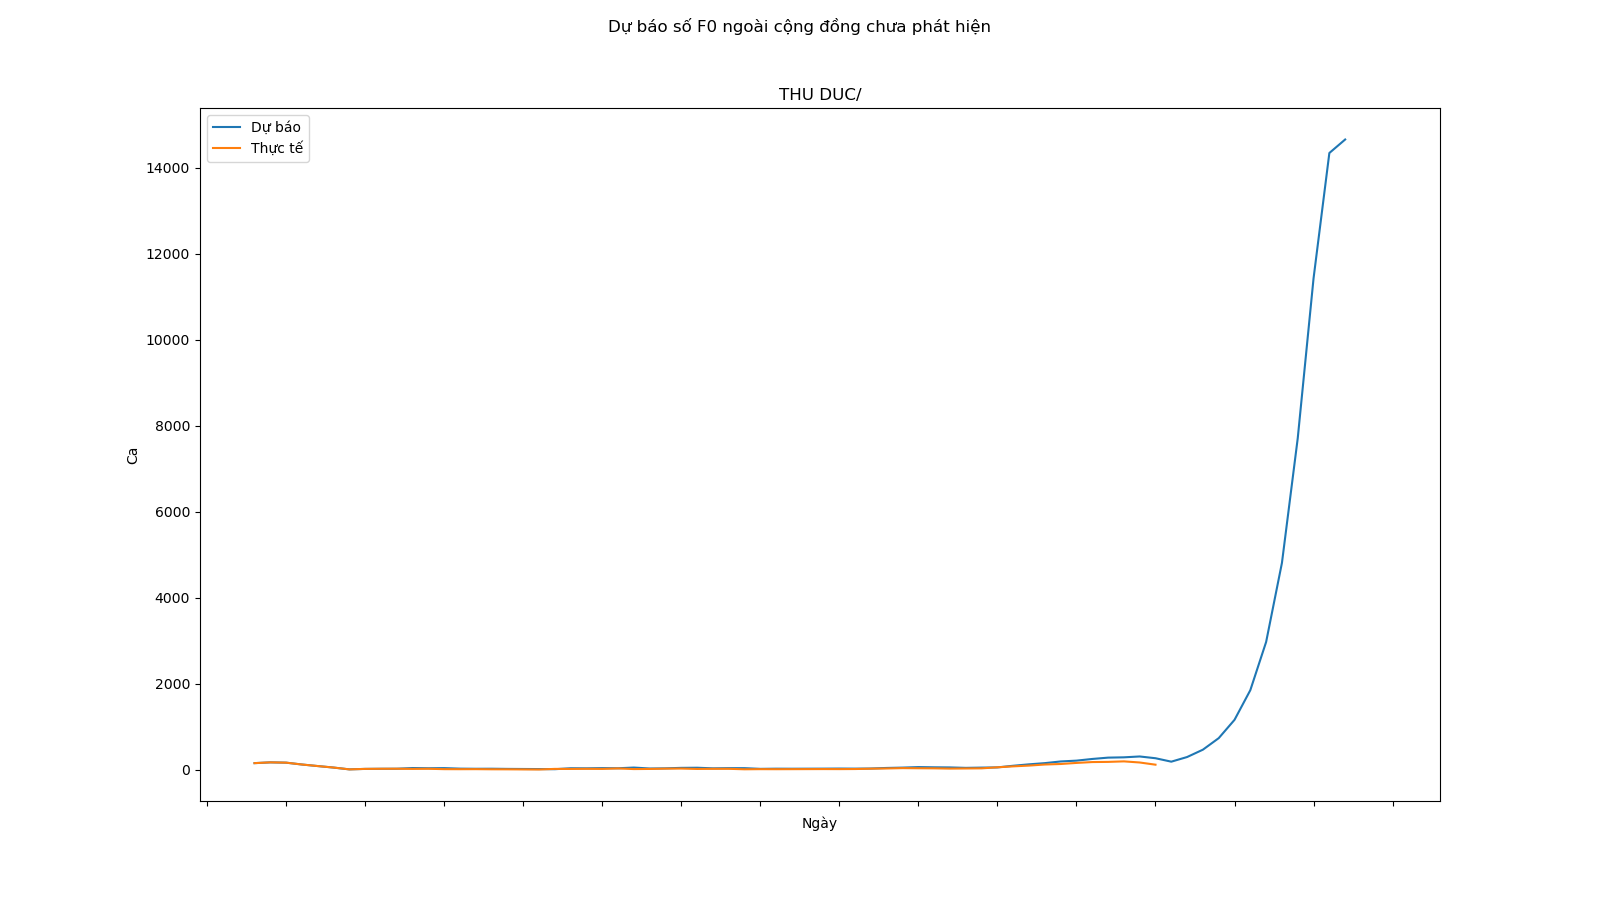 Dự báo số F0 ngoài cộng đồng chưa phát hiện
THU DUC/
Dự báo
Thực tế
14000
12000
10000
8000
6000
4000
2000
0
Ca
Ngày